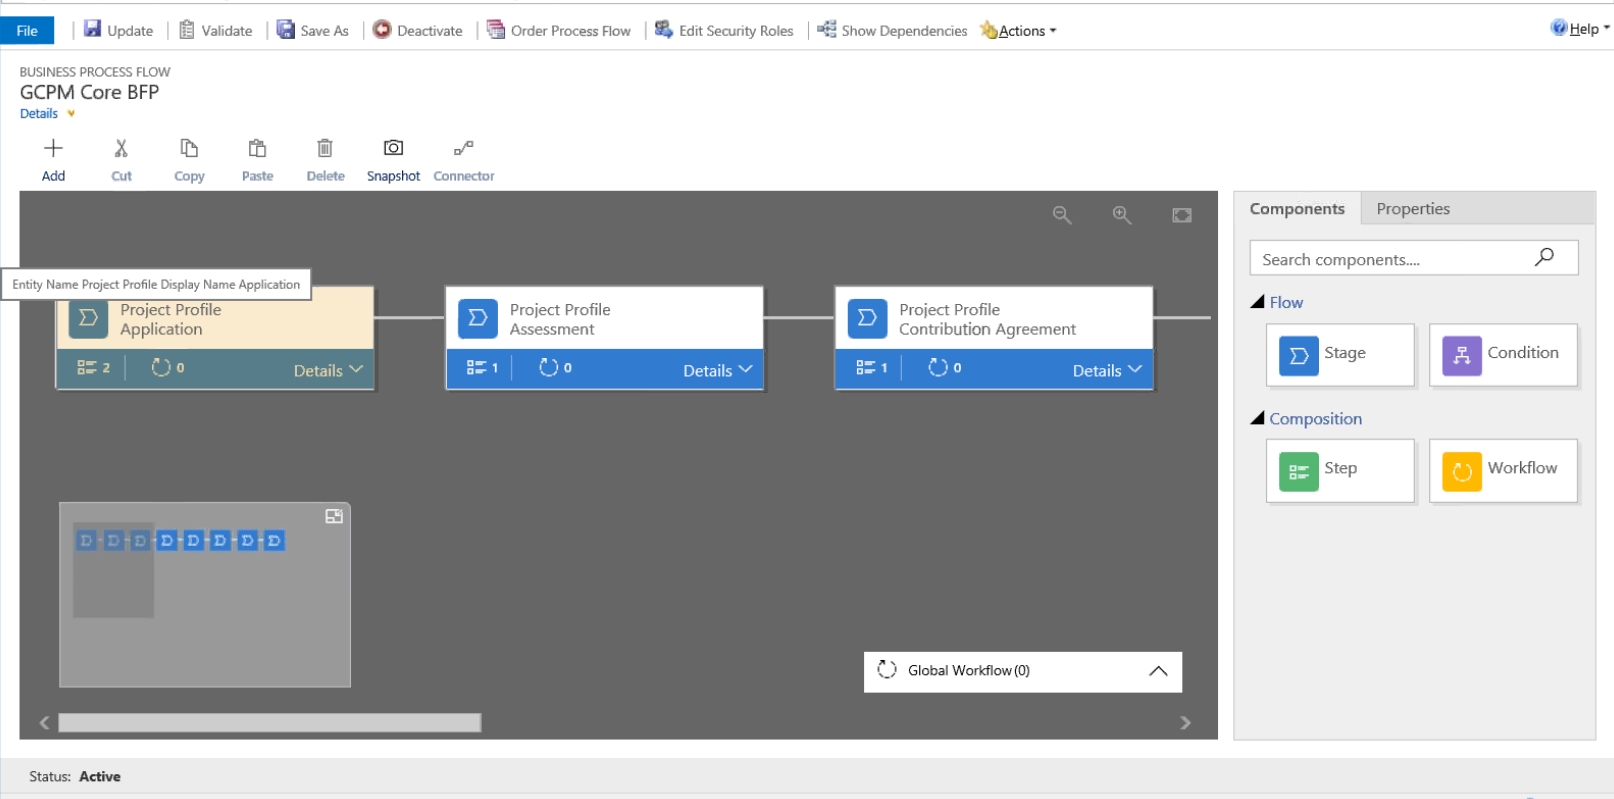 File Update Validate Save As Deactivate Order Process Flow Edit Security Roles Show Dependencies Actions Help
BUSINESS PROCESS FLOW
GCPM Core BFP
Details
Add Cut Copy Paste Delete Snapshot Connector
Components Properties
Search components....
Entity Name Project Profile Display Name Application
Project Profile
Application
2 0 Details
Project Profile
Assessment
1 0 Details
Project Profile
Contribution Agreement
1 0 Details
Flow
Stage Condition
Composition
Step Workflow
Global Workflow (0)
Status: Active